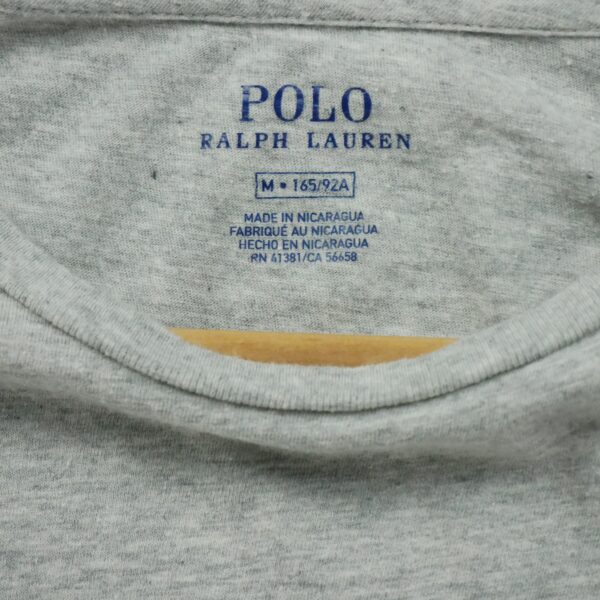 POLO
RALPH LAUREN
M • 165/92A
MADE IN NICARAGUA
FABRIQUÉ AU NICARAGUA
HECHO EN NICARAGUA
RN 41381/CA 56658